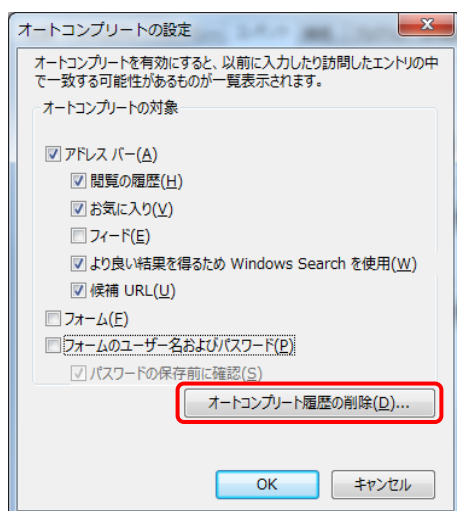 オートコンプリートの設定
オートコンプリートを有効にすると、以前に入力したり訪問したエントリの中
で一致する可能性があるものが一覧表示されます。
オートコンプリートの対象
アドレス バー(A)
閲覧の履歴(H)
お気に入り(V)
フィード(E)
より良い結果を得るため Windows Search を使用(W)
候補 URL(U)
フォーム(F)
フォームのユーザー名およびパスワード(P)
パスワードの保存前に確認(S)
オートコンプリート履歴の削除(D)...
OK
キャンセル